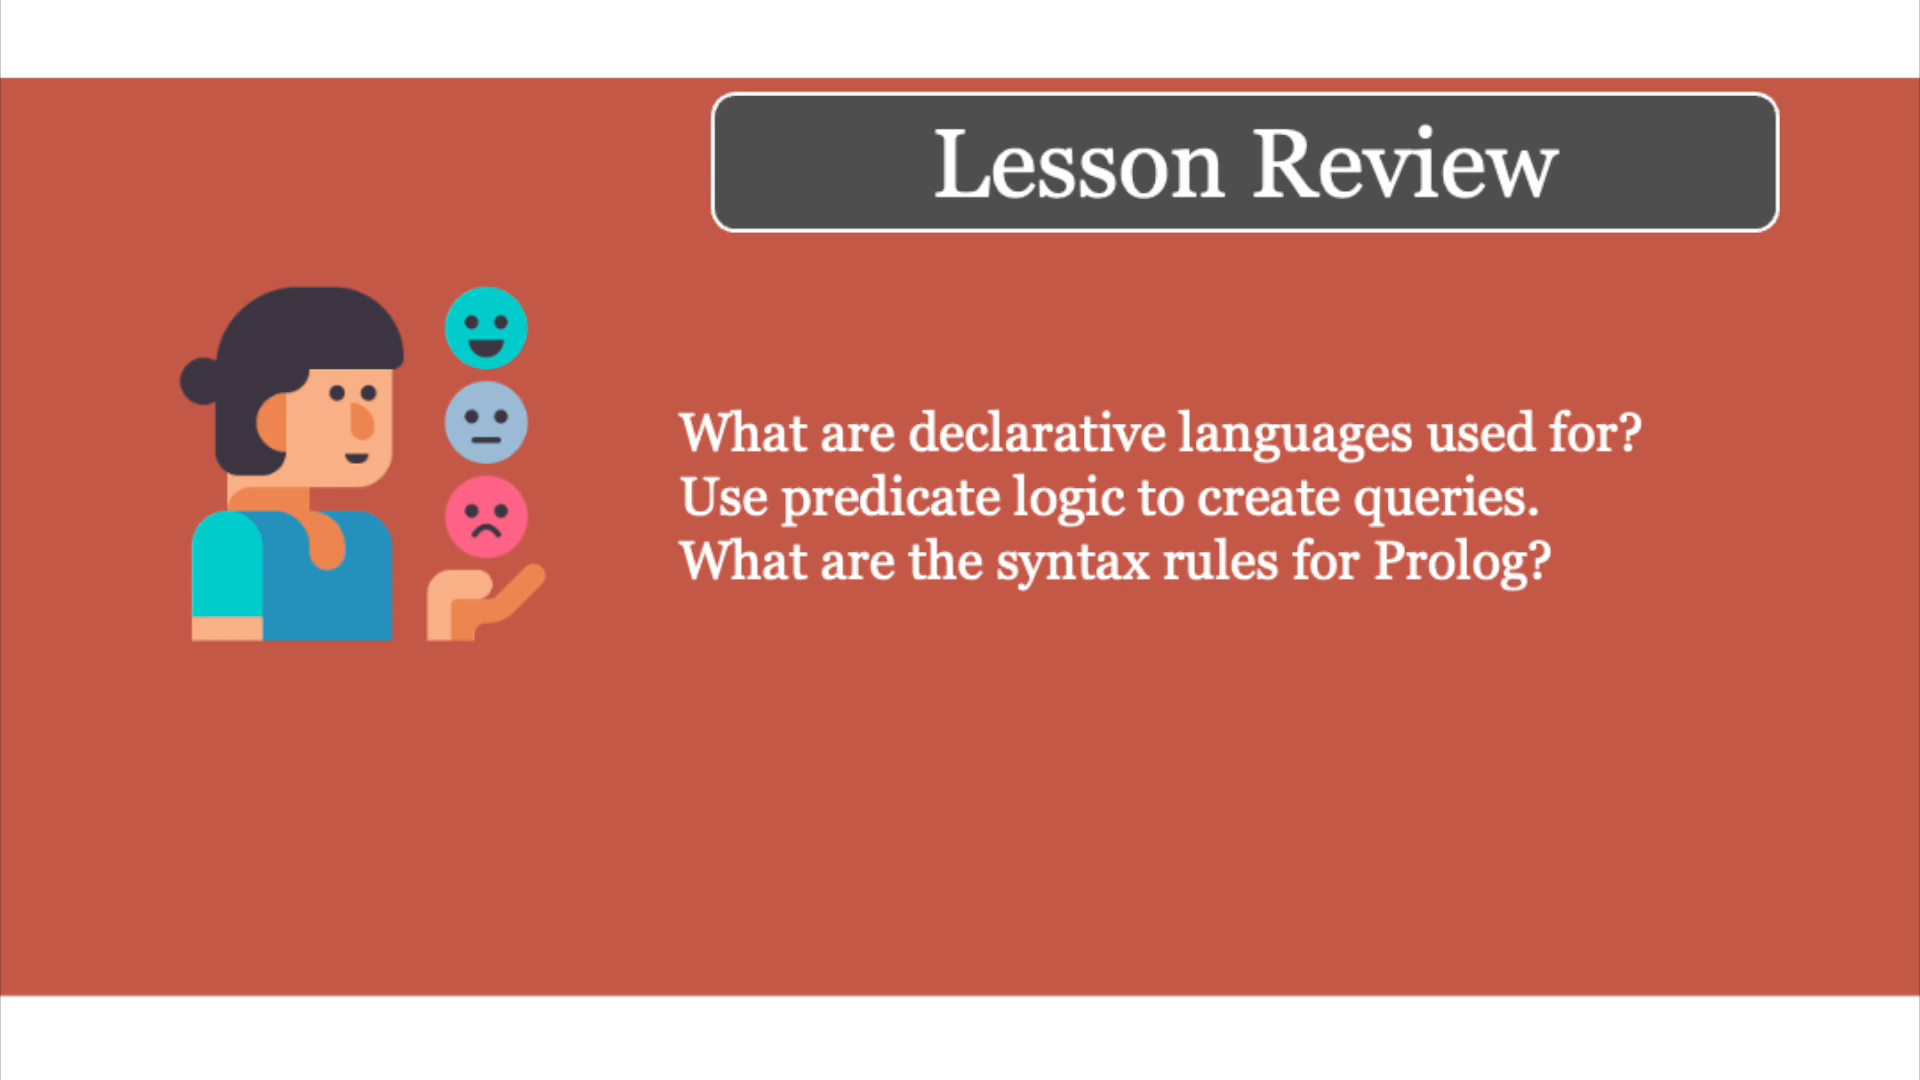 Lesson Review
What are declarative languages used for?
Use predicate logic to create queries.
What are the syntax rules for Prolog?